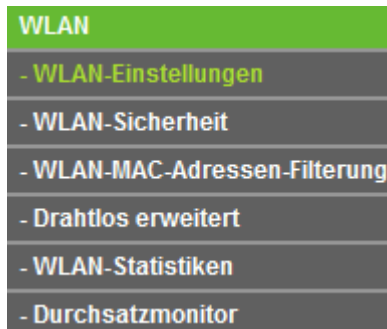 WLAN
- WLAN-Einstellungen
- WLAN-Sicherheit
- WLAN-MAC-Adressen-Filterung
- Drahtlos erweitert
- WLAN-Statistiken
- Durchsatzmonitor